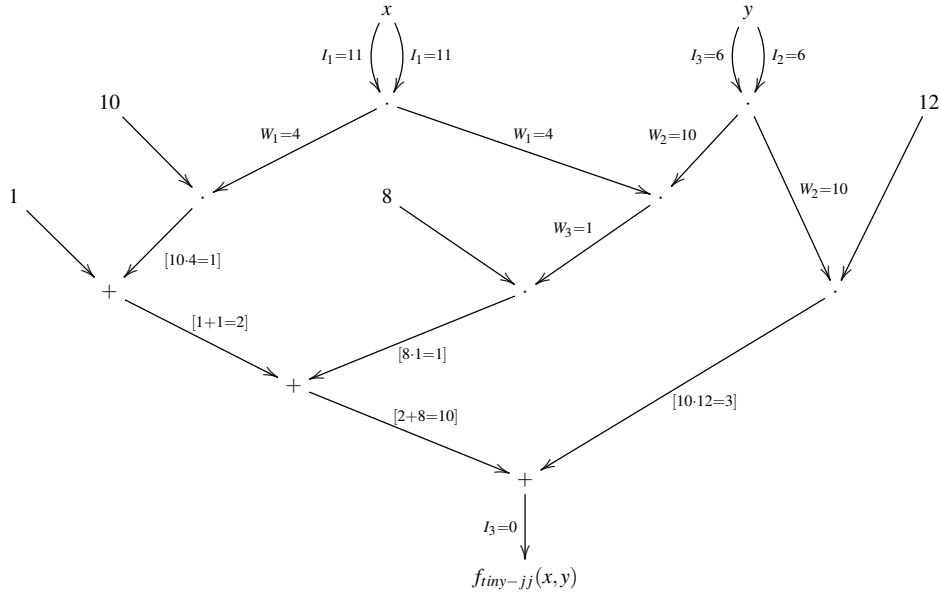 x y
I₁=11 I₁=11 I₃=6 I₂=6
10 · · 12
W₁=4 W₁=4 W₂=10
1 · 8 · W₂=10
W₃=1
[10·4=1]
+ · ·
[1+1=2]
[8·1=1]
+
[2+8=10] [10·12=3]
+
I₃=0
f_{tiny−jj}(x,y)